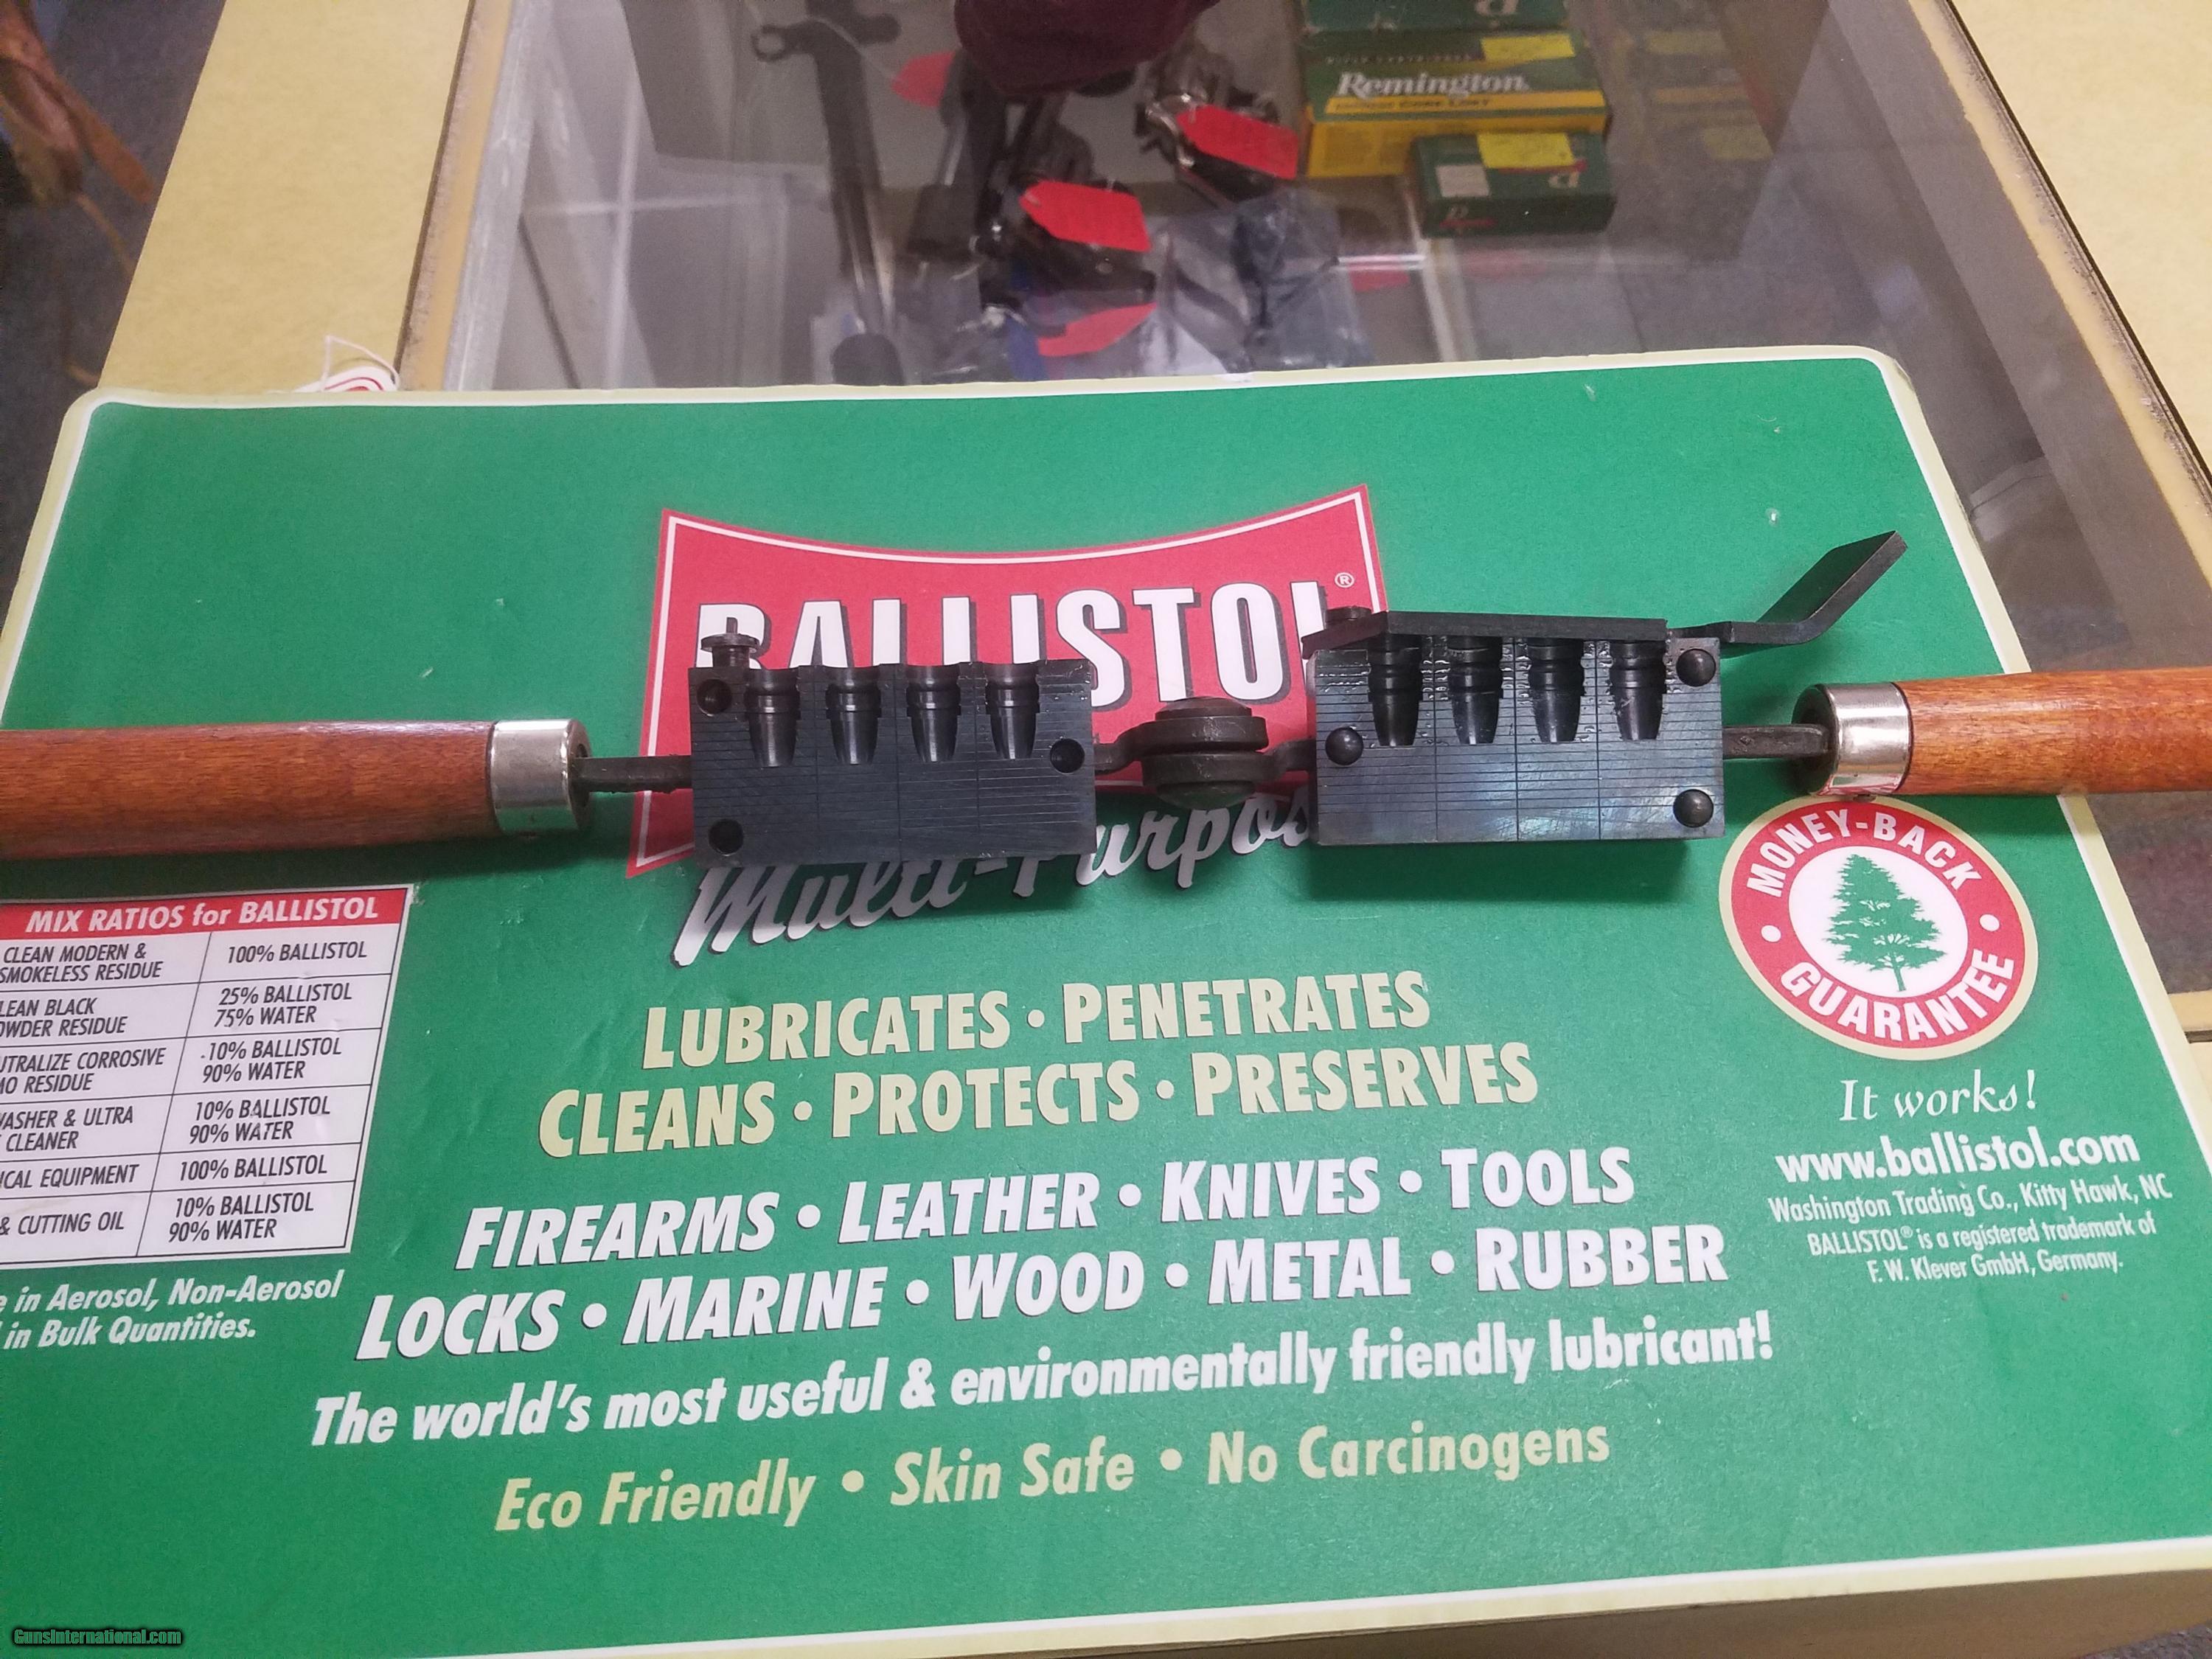 Remington
BALLISTOL®
Multi-Purpos
MIX RATIOS for BALLISTOL
CLEAN MODERN &
SMOKELESS RESIDUE
100% BALLISTOL
LEAN BLACK
OWDER RESIDUE
25% BALLISTOL
75% WATER
UTRALIZE CORROSIVE
MO RESIDUE
10% BALLISTOL
90% WATER
WASHER & ULTRA
CLEANER
10% BALLISTOL
90% WATER
ICAL EQUIPMENT
100% BALLISTOL
& CUTTING OIL
10% BALLISTOL
90% WATER
e in Aerosol, Non-Aerosol
in Bulk Quantities.
LUBRICATES • PENETRATES
CLEANS • PROTECTS • PRESERVES
FIREARMS • LEATHER • KNIVES • TOOLS
LOCKS • MARINE • WOOD • METAL • RUBBER
The world's most useful & environmentally friendly lubricant!
Eco Friendly • Skin Safe • No Carcinogens
• MONEY-BACK •
GUARANTEE
It works!
www.ballistol.com
Washington Trading Co., Kitty Hawk, NC
BALLISTOL® is a registered trademark of
F. W. Klever GmbH, Germany.
GunsInternational.com